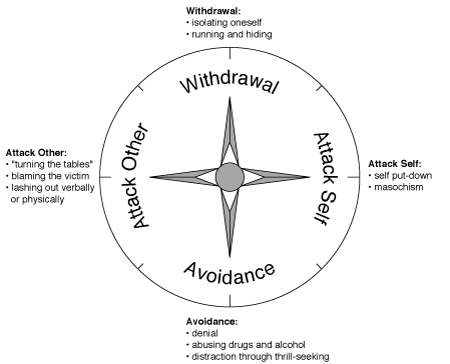 Withdrawal:
• isolating oneself
• running and hiding
Withdrawal
Attack Other:
• "turning the tables"
• blaming the victim
• lashing out verbally
or physically
Attack Other
Attack Self
Attack Self:
• self put-down
• masochism
Avoidance
Avoidance:
• denial
• abusing drugs and alcohol
• distraction through thrill-seeking